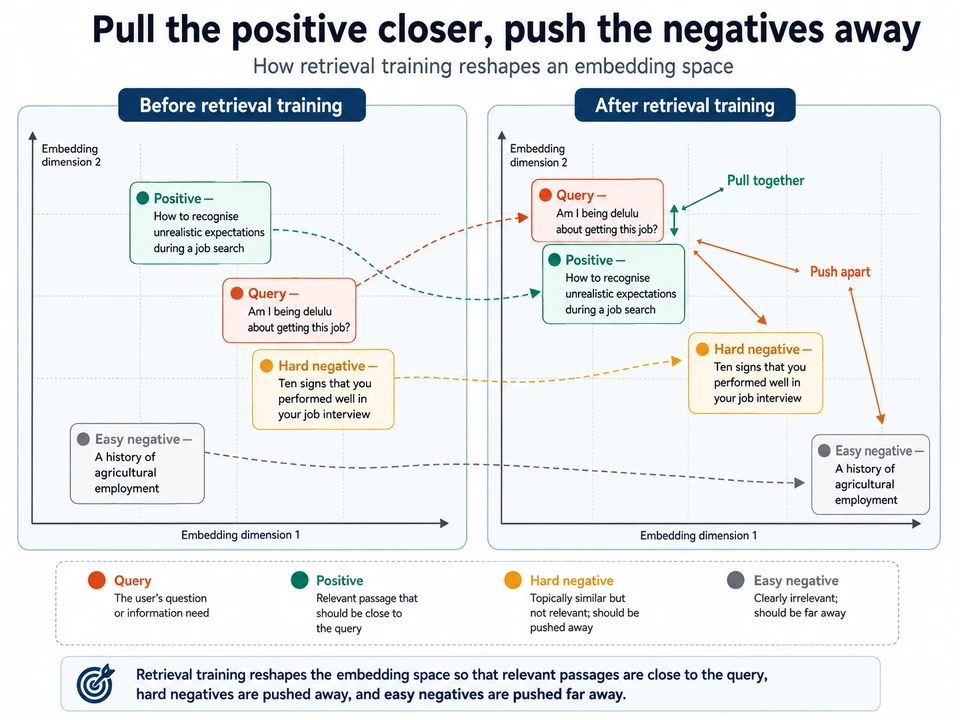 Pull the positive closer, push the negatives away
How retrieval training reshapes an embedding space
Before retrieval training
Embedding
dimension 2
Positive –
How to recognise
unrealistic expectations
during a job search
Query –
Am I being delulu
about getting this job?
Hard negative –
Ten signs that you
performed well in
your job interview
Easy negative –
A history of
agricultural
employment
Embedding dimension 1
After retrieval training
Embedding
dimension 2
Query –
Am I being delulu
about getting this job?
Pull together
Positive –
How to recognise
unrealistic expectations
during a job search
Push apart
Hard negative –
Ten signs that you
performed well in
your job interview
Easy negative –
A history of
agricultural
employment
Embedding dimension 1
Query
The user's question
or information need
Positive
Relevant passage that
should be close to
the query
Hard negative
Topically similar but
not relevant; should be
pushed away
Easy negative
Clearly irrelevant;
should be far away
Retrieval training reshapes the embedding space so that relevant passages are close to the query,
hard negatives are pushed away, and easy negatives are pushed far away.